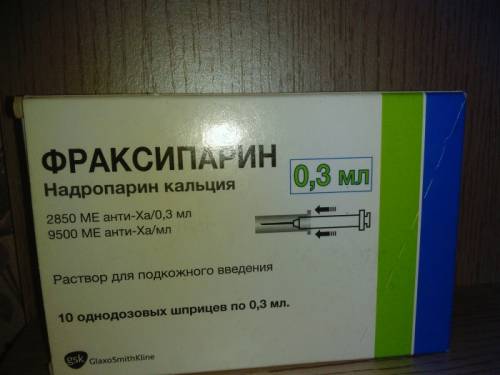 ФРАКСИПАРИН
Надропарин кальция
0,3 мл
2850 МЕ анти-Ха/0,3 мл
9500 МЕ анти-Ха/мл
Раствор для подкожного введения
10 однодозовых шприцев по 0,3 мл.
gsk GlaxoSmithKline